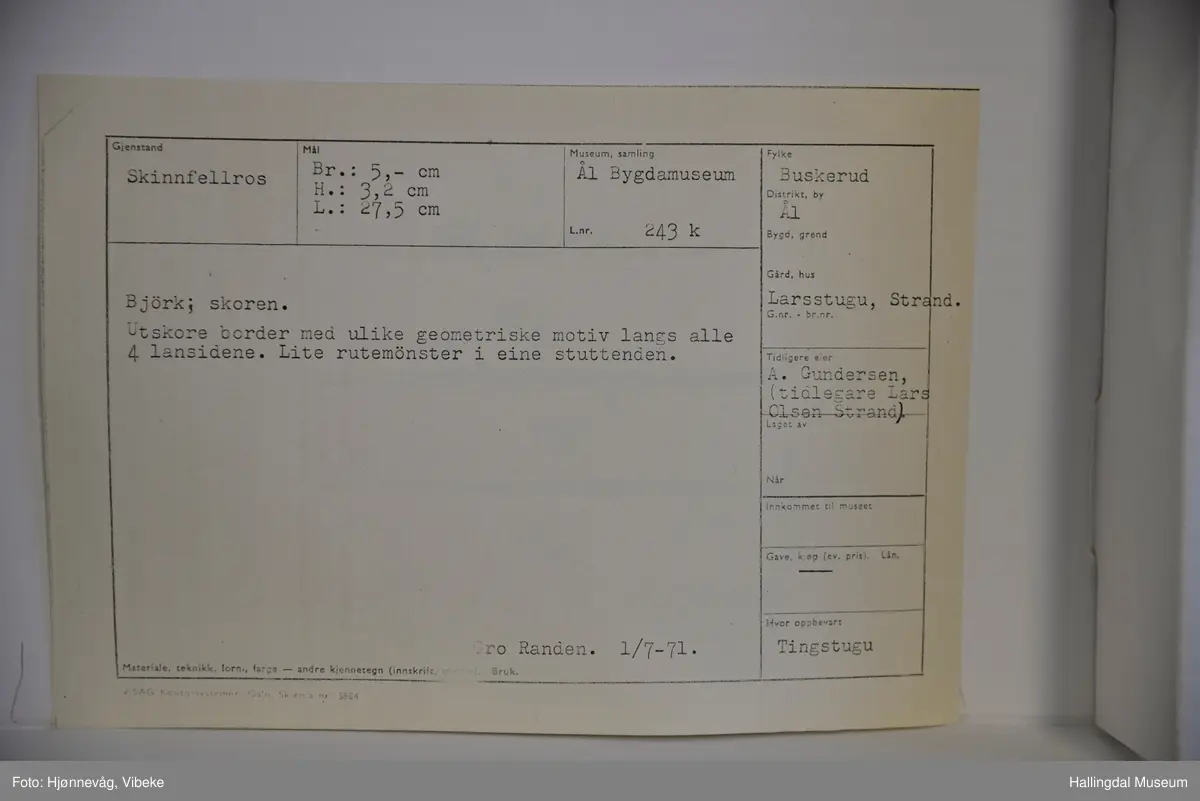 Gjenstand
Skinnfellros
Mål
Br.: 5,- cm
H.: 3,2 cm
L.: 27,5 cm
Museum, samling
Ål Bygdamuseum
L.nr. 243 k
Fylke
Buskerud
Distrikt, by
Ål
Bygd, grend
Gård, hus
Larsstugu, Strand.
G.nr. - br.nr.
Björk; skoren.
Utskore border med ulike geometriske motiv langs alle
4 lansidene. Lite rutemönster i eine stuttenden.
Tidligere eier
A. Gundersen,
(tidlegare Lars
Olsen Strand)
Laget av
Når
Innkommet til museet
Gave, kjøp (ev. pris). Lån.
Hvor oppbevart
Tingstugu
Gro Randen. 1/7-71.
Materiale, teknikk, form, farge — andre kjennetegn (innskrift, Bruk.
Foto: Hjønnevåg, Vibeke
Hallingdal Museum